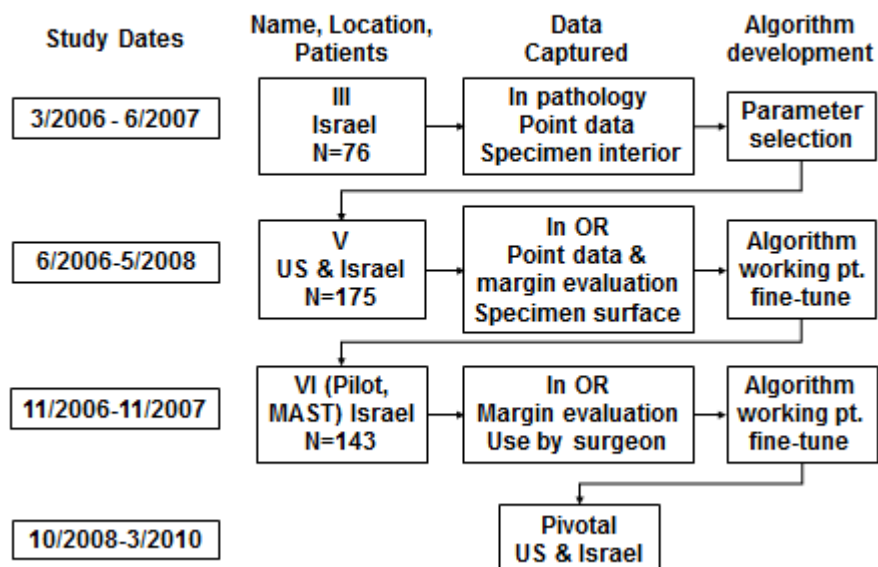 Study Dates
Name, Location,
Patients
Data
Captured
Algorithm
development
3/2006 - 6/2007
III
Israel
N=76
In pathology
Point data
Specimen interior
Parameter
selection
6/2006-5/2008
V
US & Israel
N=175
In OR
Point data &
margin evaluation
Specimen surface
Algorithm
working pt.
fine-tune
11/2006-11/2007
VI (Pilot,
MAST) Israel
N=143
In OR
Margin evaluation
Use by surgeon
Algorithm
working pt.
fine-tune
10/2008-3/2010
Pivotal
US & Israel